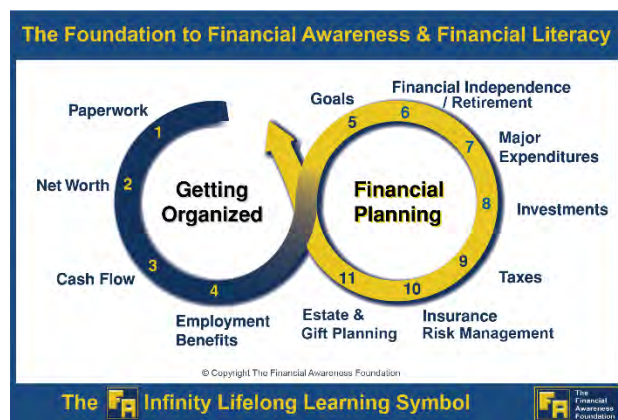 The Foundation to Financial Awareness & Financial Literacy
Paperwork
1
Net Worth
2
Cash Flow
3
Employment
Benefits
4
Getting
Organized
Goals
5
Financial Independence
/ Retirement
6
Major
Expenditures
7
Investments
8
Taxes
9
Insurance
Risk Management
10
Estate &
Gift Planning
11
Financial
Planning
© Copyright The Financial Awareness Foundation
The FA Infinity Lifelong Learning Symbol
FA
The
Financial
Awareness
Foundation